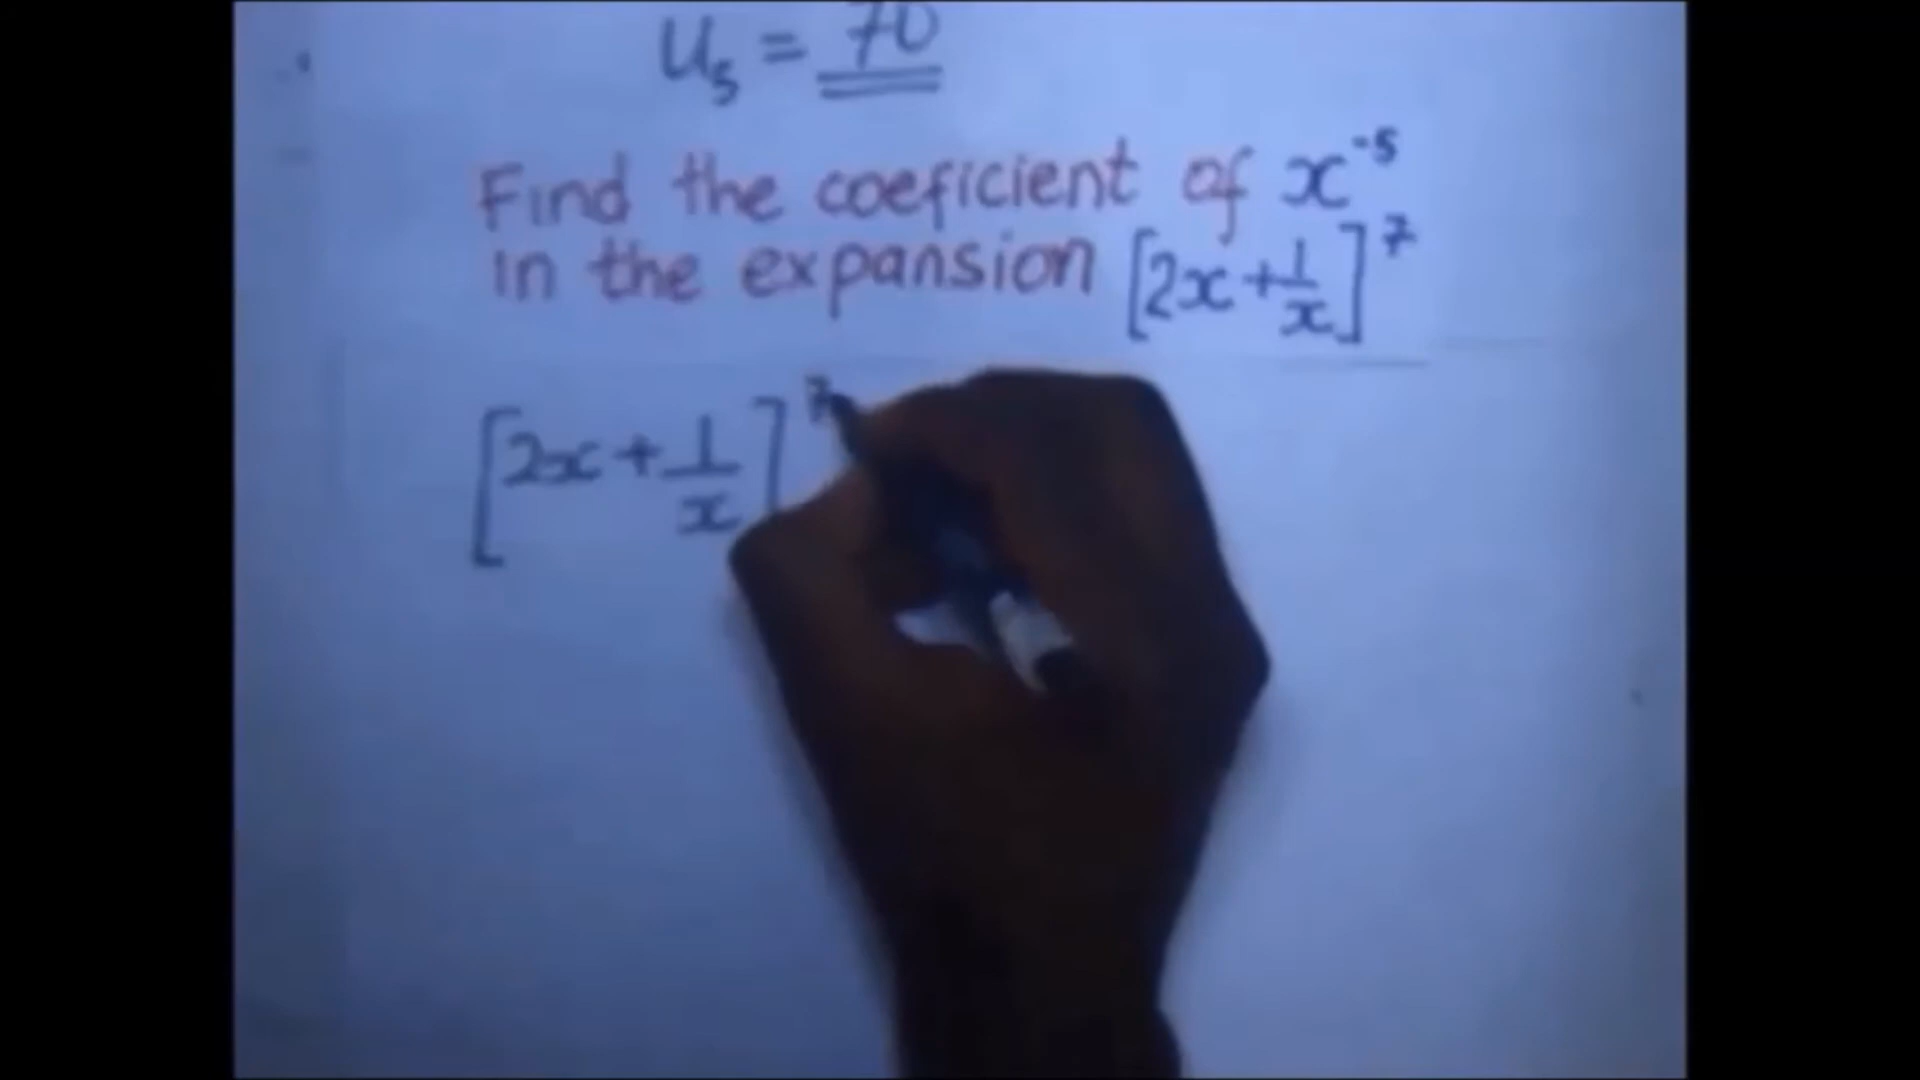 U₅ = 70
Find the coeficient of x⁻⁵
in the expansion [2x + 1/x]⁷
[2x + 1/x]⁷